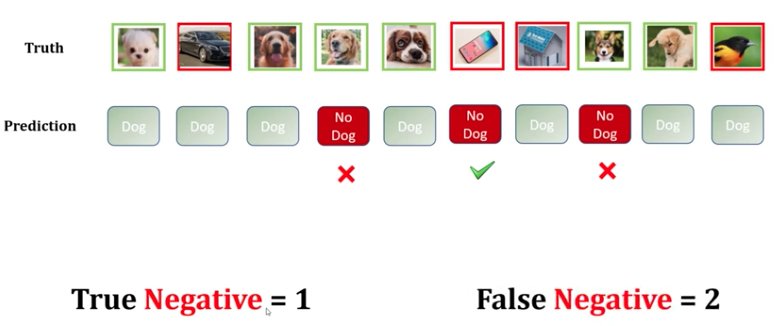 Truth
Prediction
Dog
Dog
Dog
No
Dog
Dog
No
Dog
Dog
No
Dog
Dog
Dog
True Negative = 1
False Negative = 2